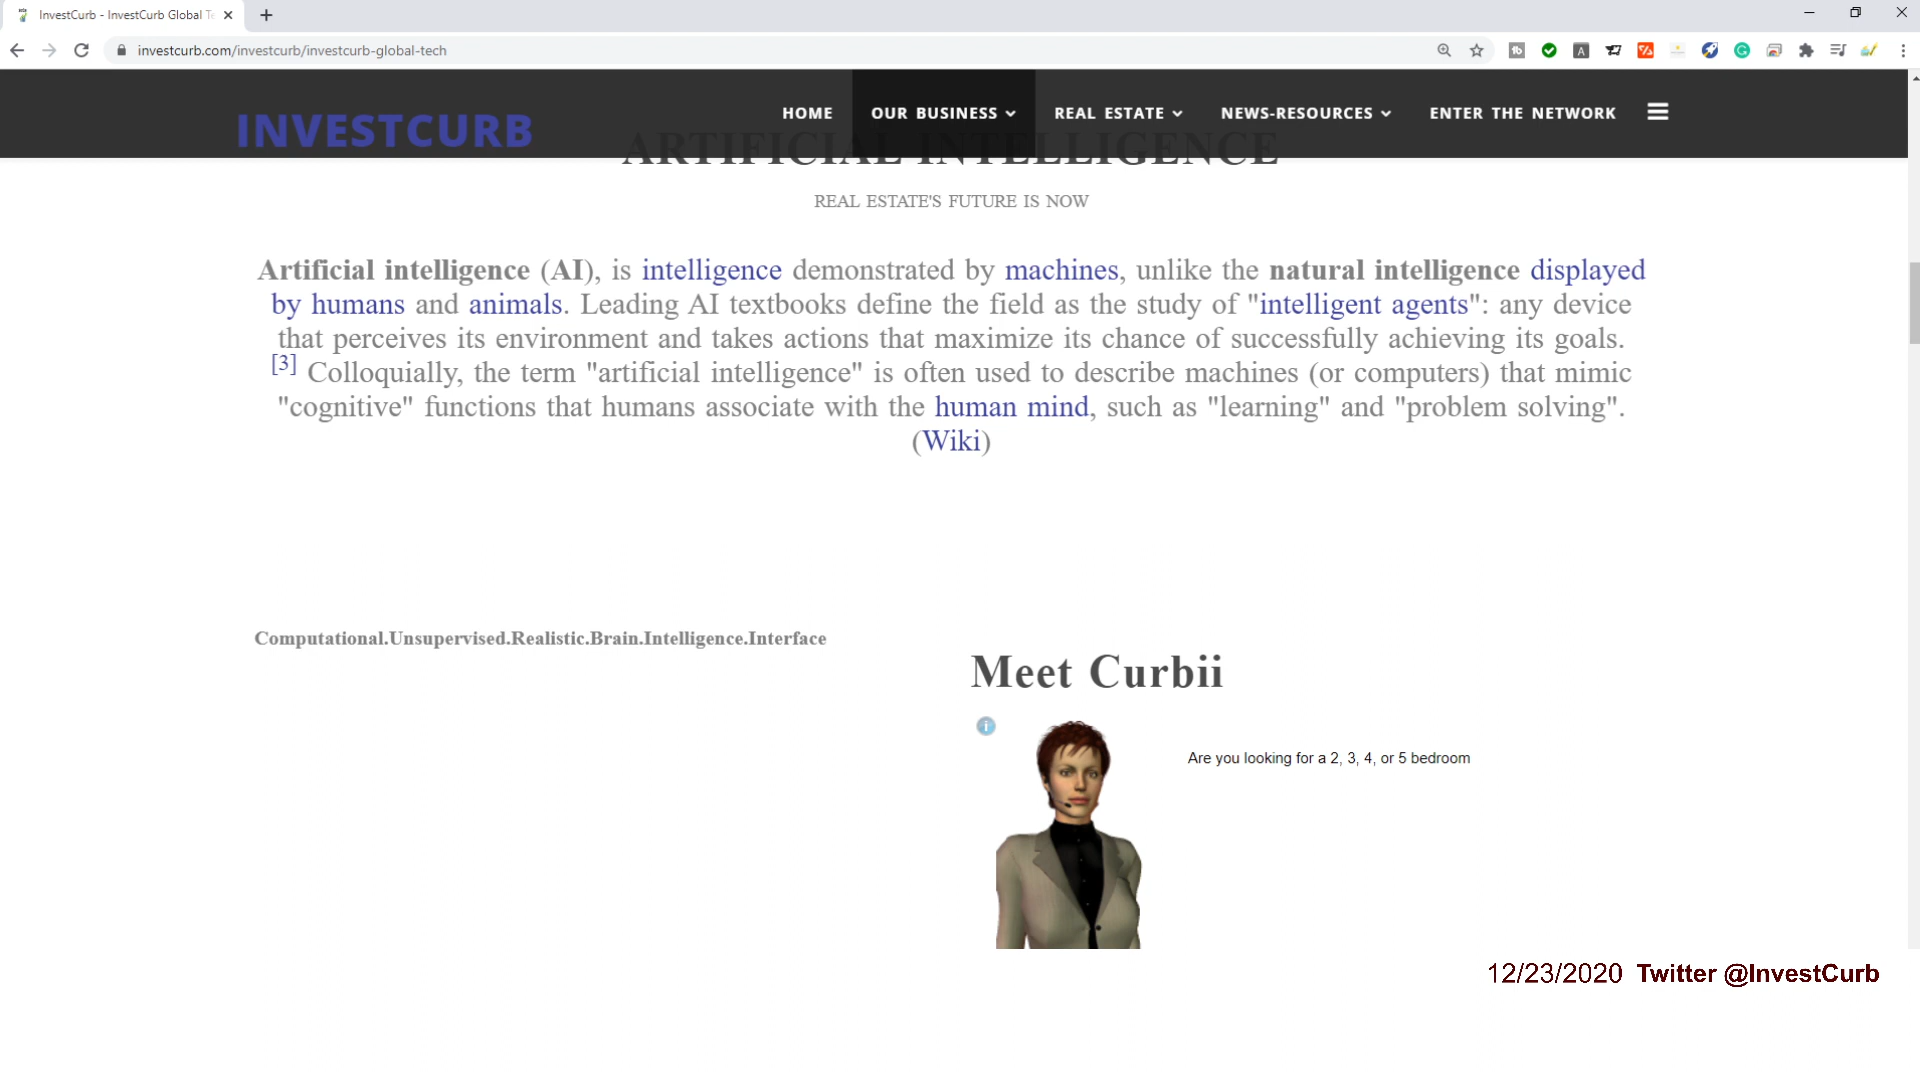 InvestCurb - InvestCurb Global Te
investcurb.com/investcurb/investcurb-global-tech
INVESTCURB
HOME
OUR BUSINESS
REAL ESTATE
NEWS-RESOURCES
ENTER THE NETWORK
ARTIFICIAL INTELLIGENCE
REAL ESTATE'S FUTURE IS NOW
Artificial intelligence (AI), is intelligence demonstrated by machines, unlike the natural intelligence displayed
by humans and animals. Leading AI textbooks define the field as the study of "intelligent agents": any device
that perceives its environment and takes actions that maximize its chance of successfully achieving its goals.
[3] Colloquially, the term "artificial intelligence" is often used to describe machines (or computers) that mimic
"cognitive" functions that humans associate with the human mind, such as "learning" and "problem solving".
(Wiki)
Computational.Unsupervised.Realistic.Brain.Intelligence.Interface
Meet Curbii
Are you looking for a 2, 3, 4, or 5 bedroom
12/23/2020 Twitter @InvestCurb